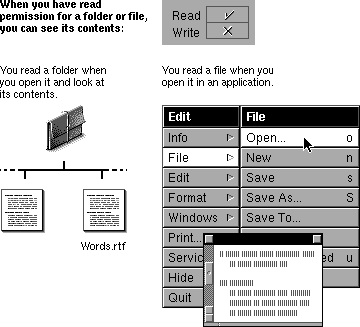 When you have read
permission for a folder or file,
you can see its contents:
Read
Write
You read a folder when
you open it and look at
its contents.
Words.rtf
You read a file when you
open it in an application.
Edit
Info
File
Edit
Format
Windows
Print...
Servic
Hide
Quit
File
Open... o
New n
Save s
Save As... S
Save To...
ed u